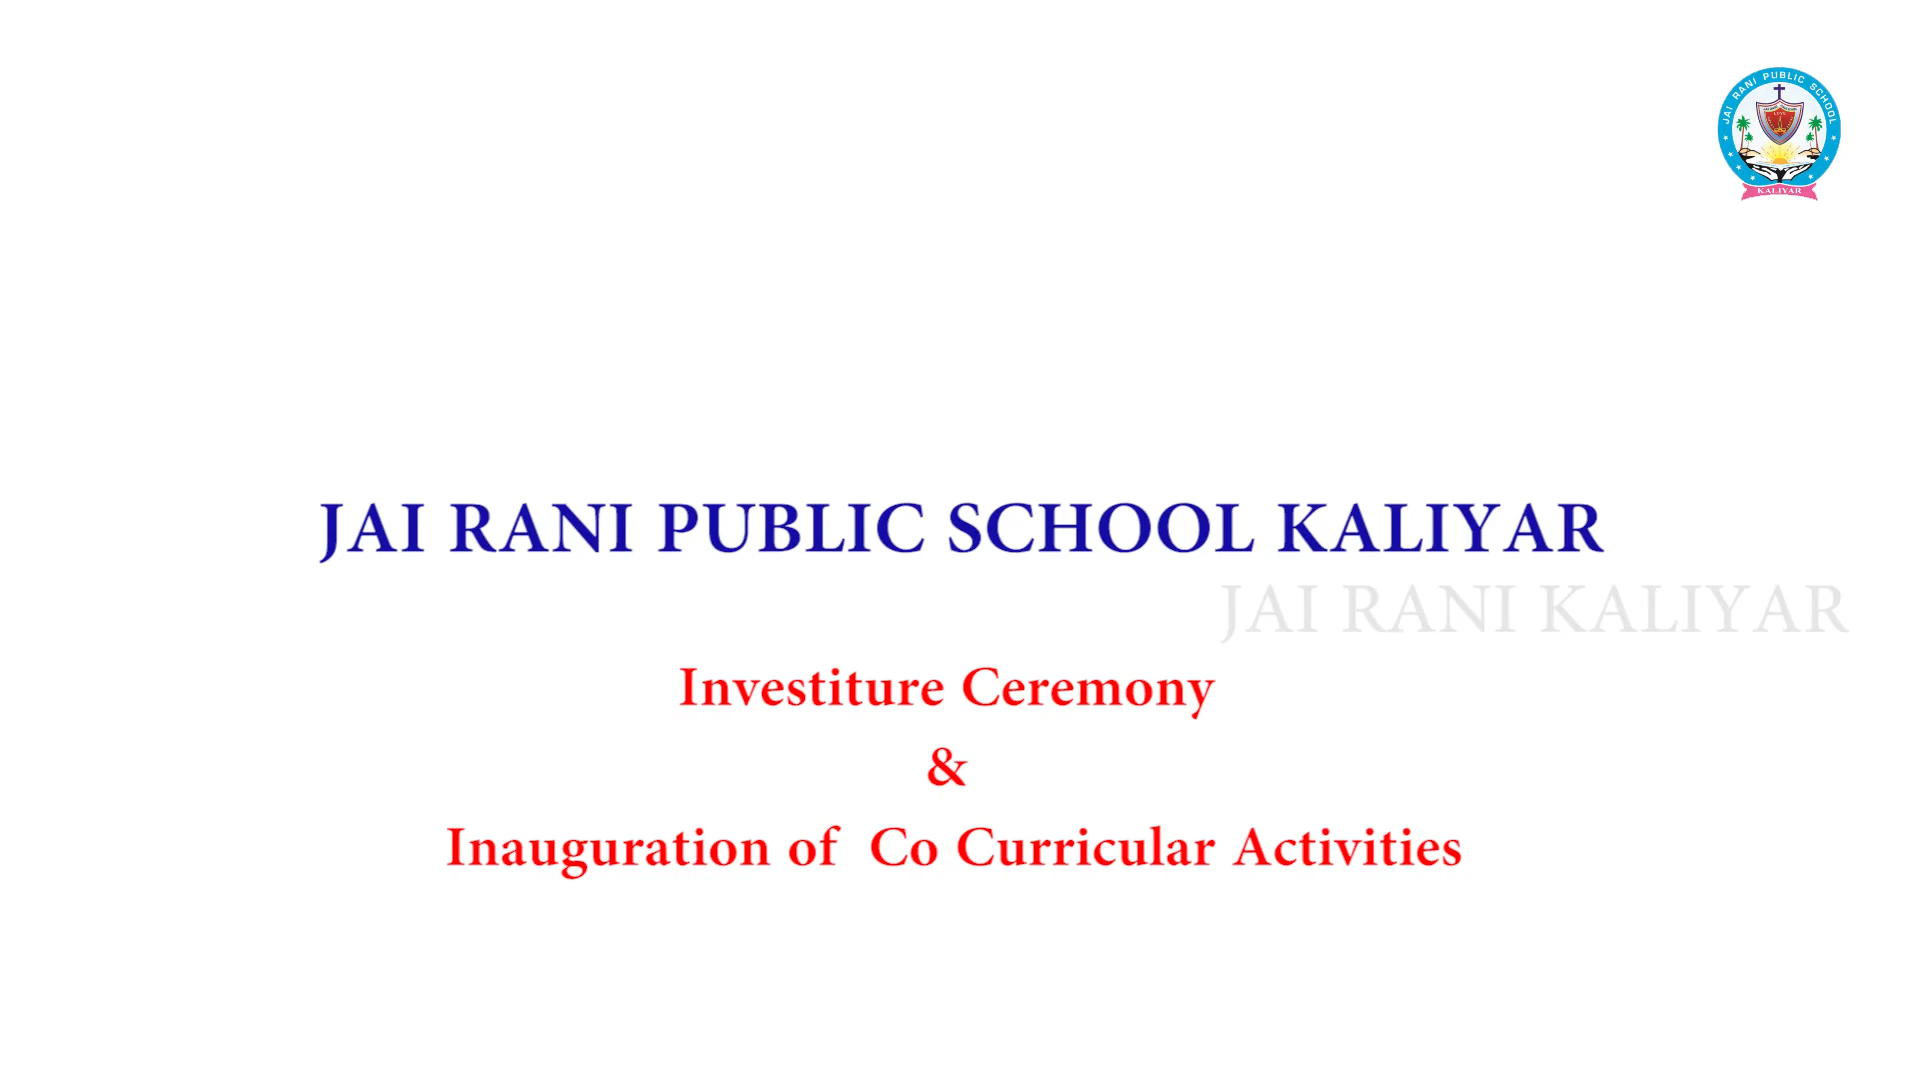 JAI RANI PUBLIC SCHOOL
KALIYAR
JAI RANI PUBLIC SCHOOL KALIYAR
JAI RANI KALIYAR
Investiture Ceremony
&
Inauguration of Co Curricular Activities